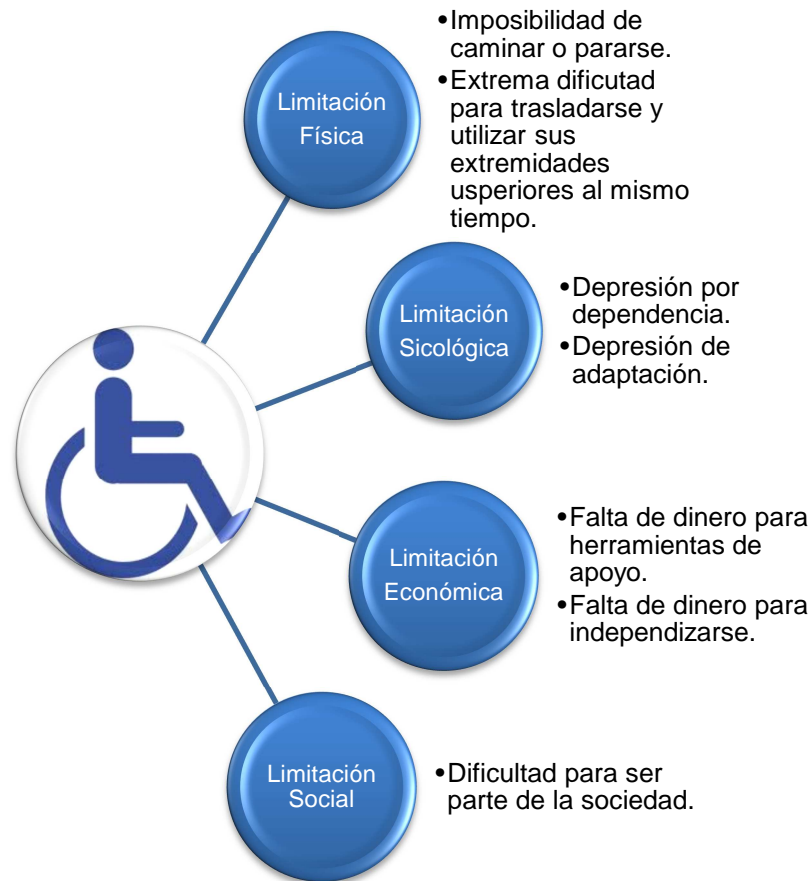 Limitación
Física
•Imposibilidad de
caminar o pararse.
•Extrema dificutad
para trasladarse y
utilizar sus
extremidades
usperiores al mismo
tiempo.
Limitación
Sicológica
•Depresión por
dependencia.
•Depresión de
adaptación.
Limitación
Económica
•Falta de dinero para
herramientas de
apoyo.
•Falta de dinero para
independizarse.
Limitación
Social
•Dificultad para ser
parte de la sociedad.